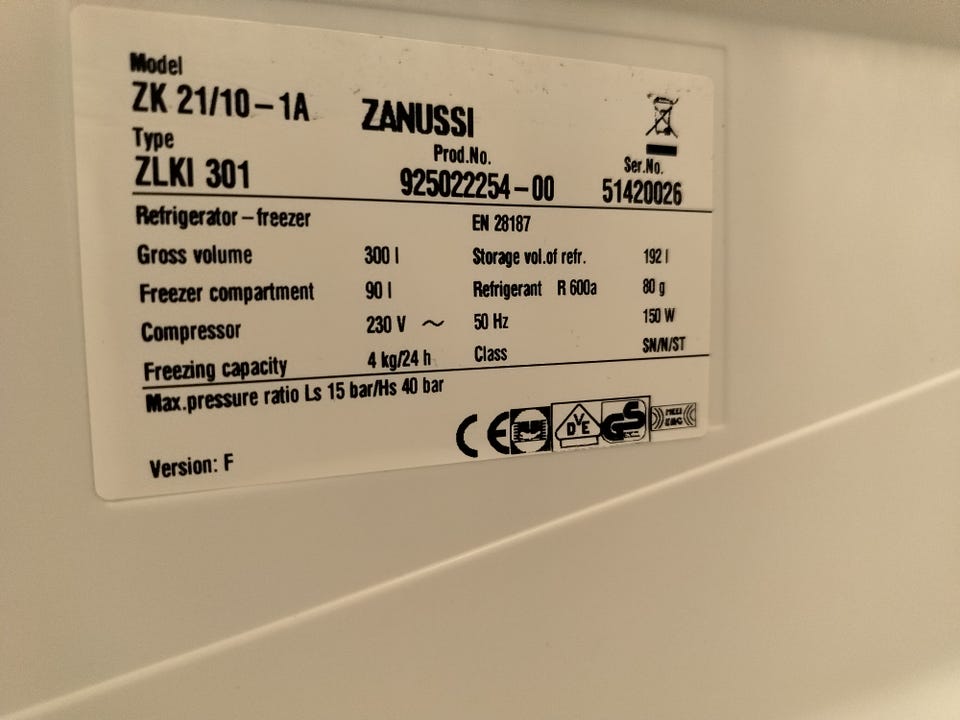 Model
ZK 21/10-1A
ZANUSSI
Type
Prod.No.
Ser.No.
ZLKI 301
925022254-00
51420026
Refrigerator-freezer
EN 28187
Gross volume 300 l
Storage vol.of refr. 192 l
Freezer compartment 90 l
Refrigerant R 600a 80 g
Compressor 230 V ~
50 Hz 150 W
Freezing capacity 4 kg/24 h
Class SN/N/ST
Max.pressure ratio Ls 15 bar/Hs 40 bar
CE
VDE
GS
EMC
Version: F